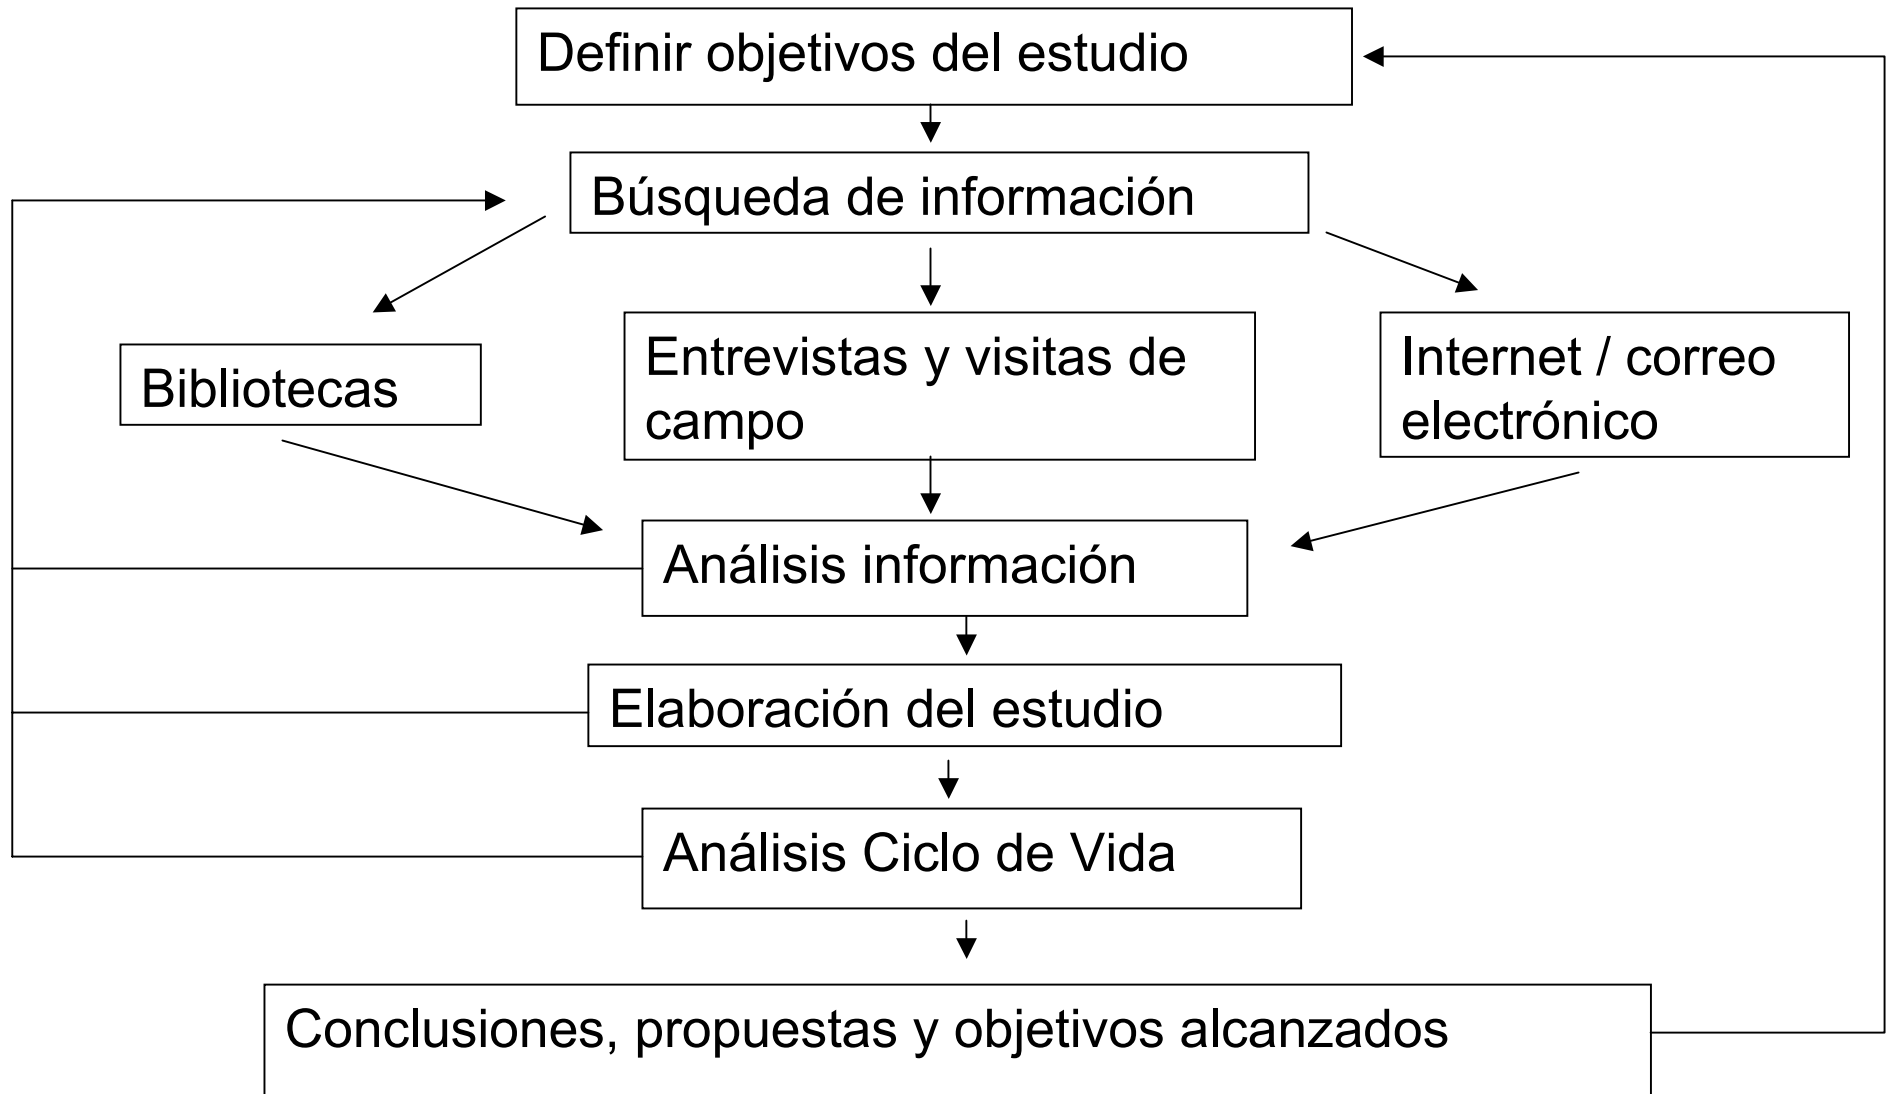 Definir objetivos del estudio
Búsqueda de información
Bibliotecas
Entrevistas y visitas de
campo
Internet / correo
electrónico
Análisis información
Elaboración del estudio
Análisis Ciclo de Vida
Conclusiones, propuestas y objetivos alcanzados